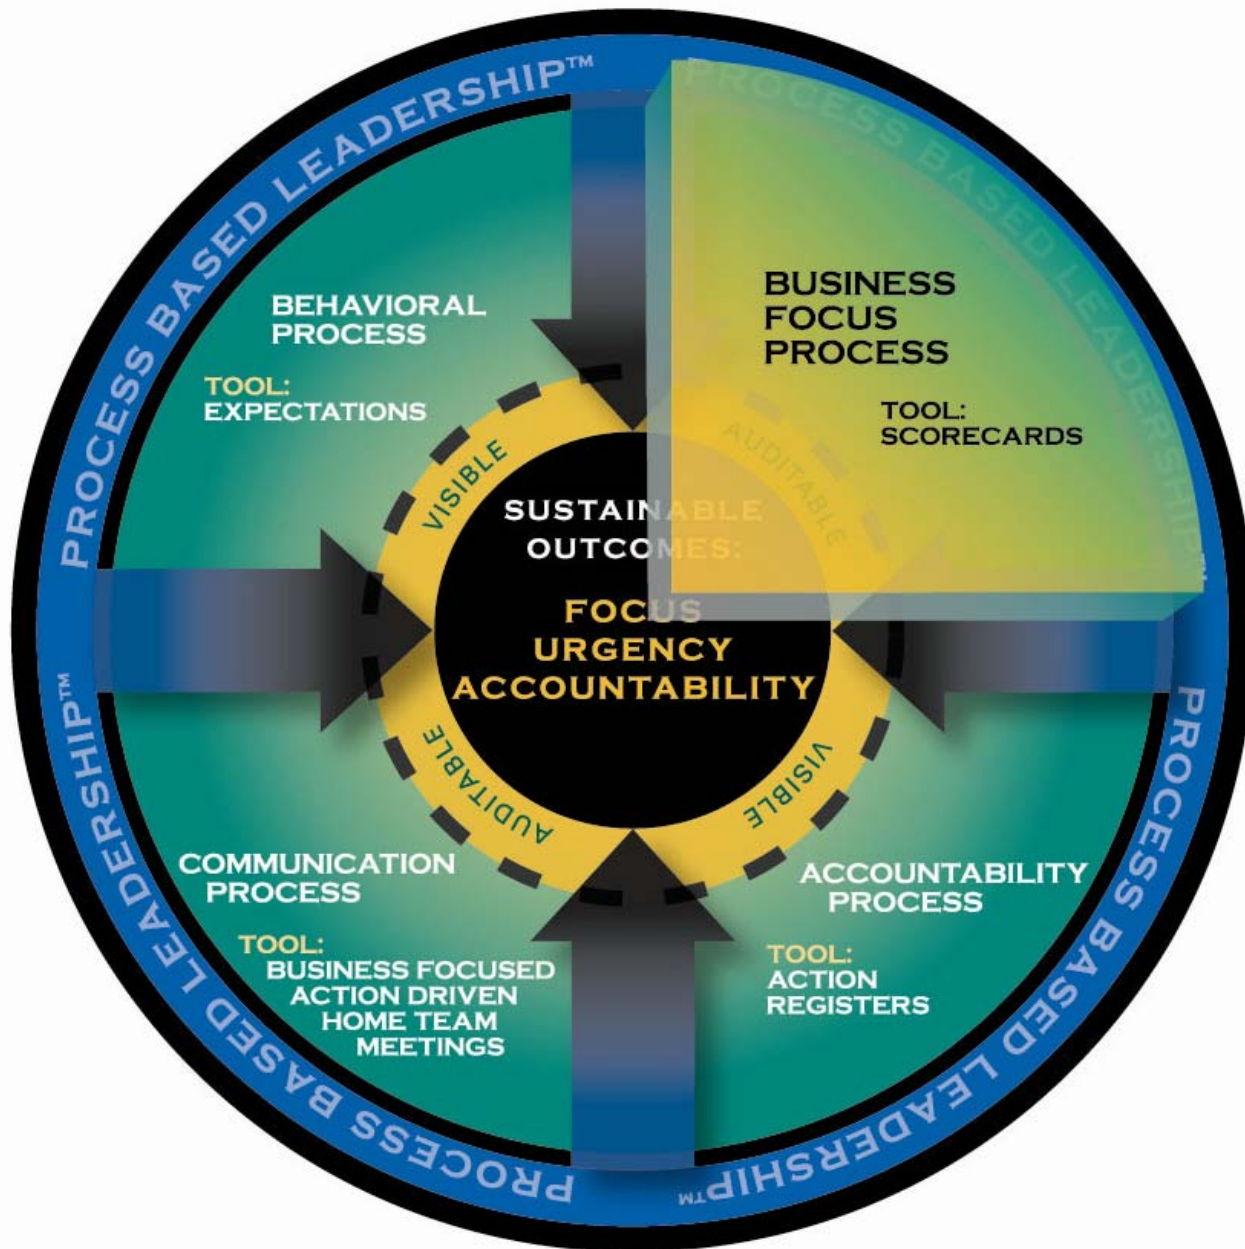 PROCESS BASED LEADERSHIP™
PROCESS BASED LEADERSHIP™
BEHAVIORAL
PROCESS
TOOL:
EXPECTATIONS
BUSINESS
FOCUS
PROCESS
TOOL:
SCORECARDS
VISIBLE
AUDITABLE
SUSTAINABLE
OUTCOMES:
FOCUS
URGENCY
ACCOUNTABILITY
AUDITABLE
VISIBLE
COMMUNICATION
PROCESS
TOOL:
BUSINESS FOCUSED
ACTION DRIVEN
HOME TEAM
MEETINGS
ACCOUNTABILITY
PROCESS
TOOL:
ACTION
REGISTERS
PROCESS BASED LEADERSHIP™
PROCESS BASED LEADERSHIP™